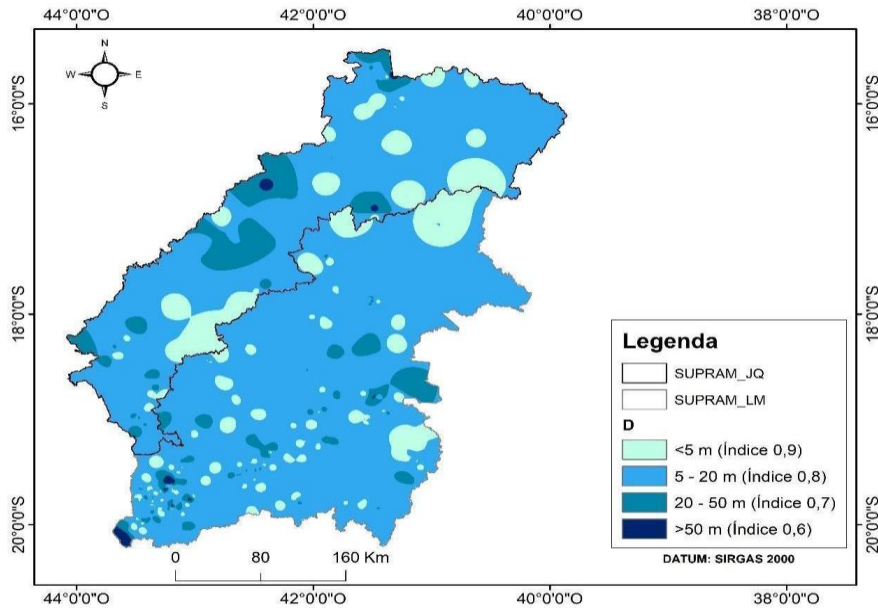 44°0'0"O 42°0'0"O 40°0'0"O 38°0'0"O
N
W E
S
16°0'0"S 16°0'0"S
18°0'0"S 18°0'0"S
20°0'0"S 20°0'0"S
Legenda
SUPRAM_JQ
SUPRAM_LM
D
<5 m (Índice 0,9)
5 - 20 m (Índice 0,8)
20 - 50 m (Índice 0,7)
>50 m (Índice 0,6)
DATUM: SIRGAS 2000
0 80 160 Km
44°0'0"O 42°0'0"O 40°0'0"O 38°0'0"O